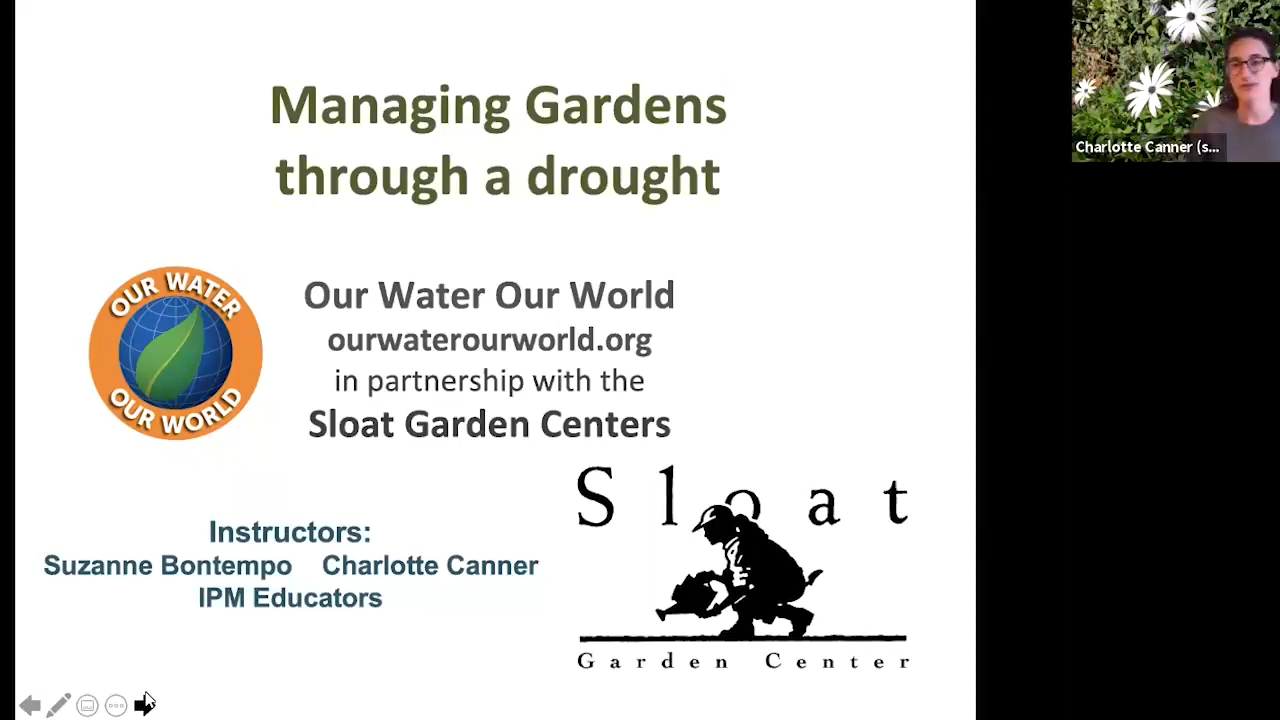 Managing Gardens
through a drought
Charlotte Canner (s...
OUR WATER
OUR WORLD
Our Water Our World
ourwaterourworld.org
in partnership with the
Sloat Garden Centers
Sloat
Instructors:
Suzanne Bontempo Charlotte Canner
IPM Educators
Garden Center